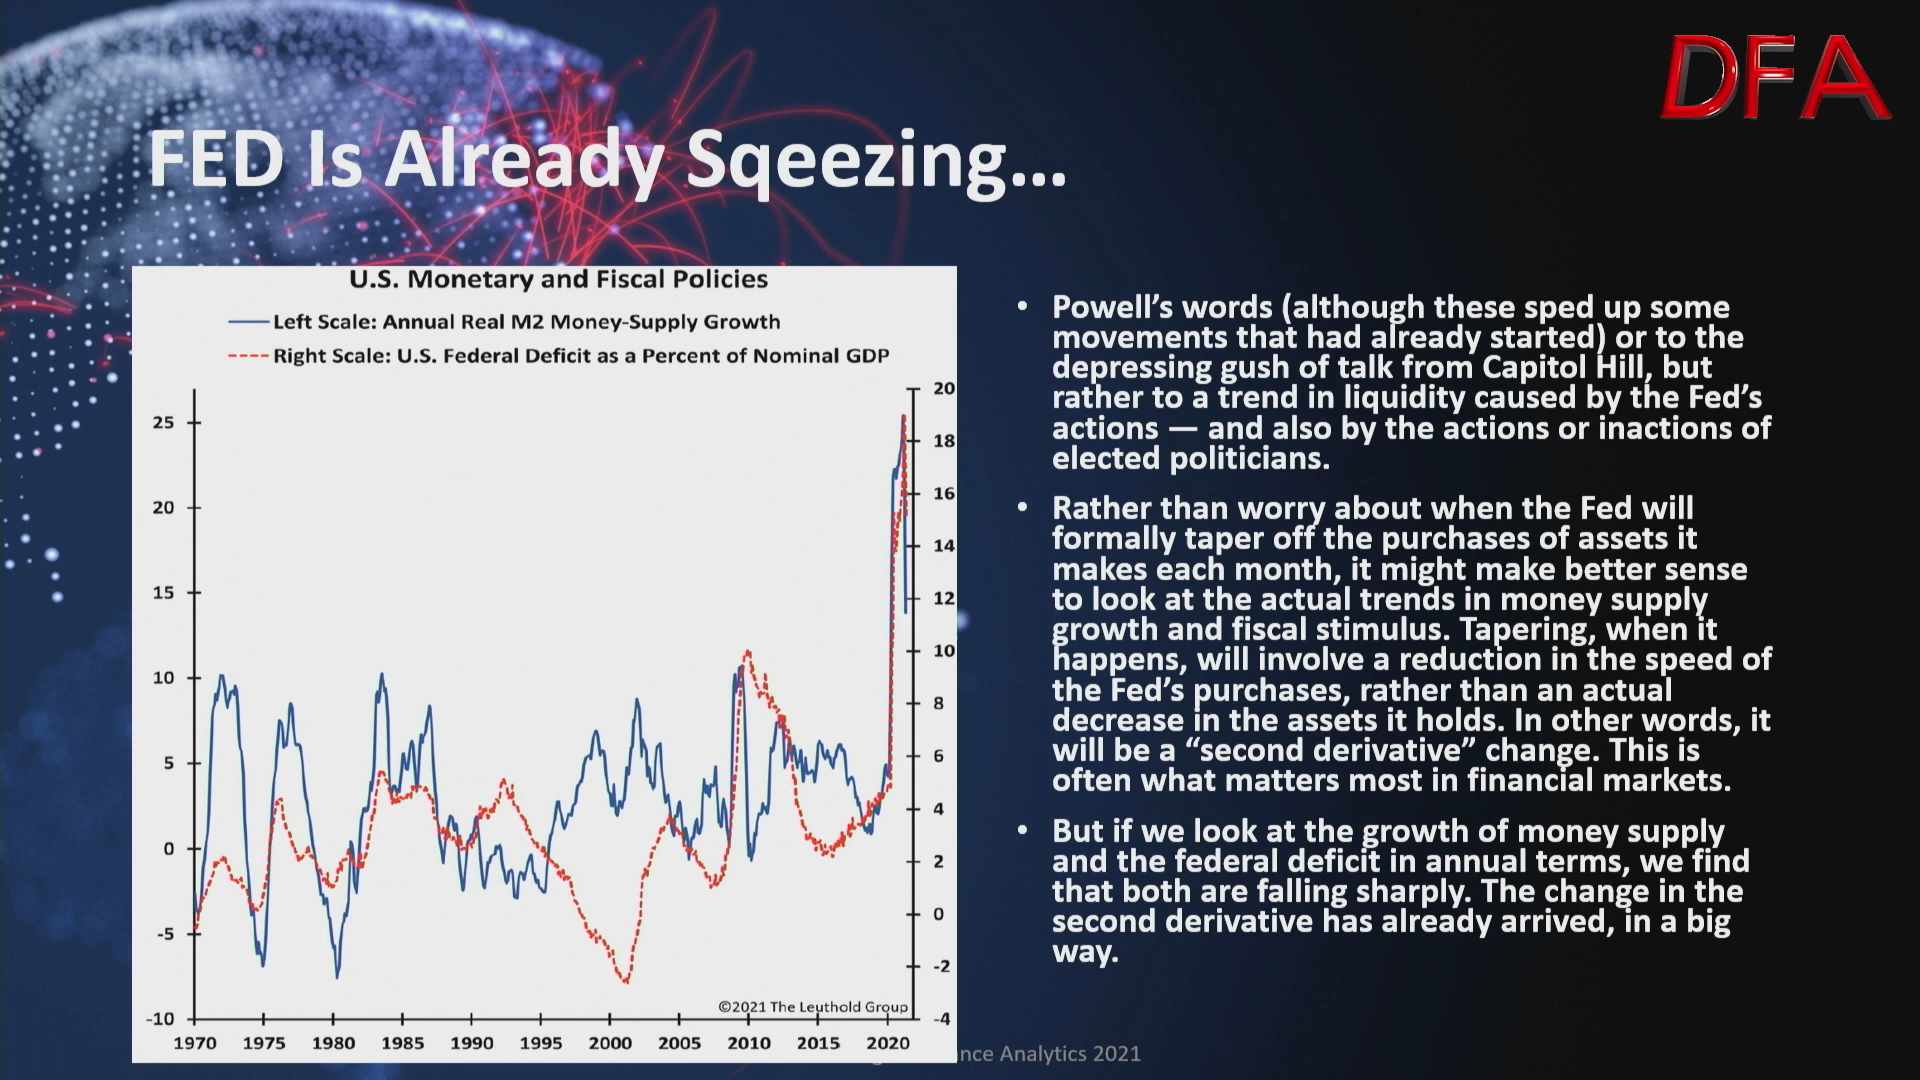 DFA
FED Is Already Sqeezing...
U.S. Monetary and Fiscal Policies
Left Scale: Annual Real M2 Money-Supply Growth
Right Scale: U.S. Federal Deficit as a Percent of Nominal GDP
25
20
15
10
5
0
-5
-10
20
18
16
14
12
10
8
6
4
2
0
-2
-4
©2021 The Leuthold Group
1970 1975 1980 1985 1990 1995 2000 2005 2010 2015 2020
• Powell’s words (although these sped up some
movements that had already started) or to the
depressing gush of talk from Capitol Hill, but
rather to a trend in liquidity caused by the Fed’s
actions — and also by the actions or inactions of
elected politicians.
• Rather than worry about when the Fed will
formally taper off the purchases of assets it
makes each month, it might make better sense
to look at the actual trends in money supply
growth and fiscal stimulus. Tapering, when it
happens, will involve a reduction in the speed of
the Fed’s purchases, rather than an actual
decrease in the assets it holds. In other words, it
will be a “second derivative” change. This is
often what matters most in financial markets.
• But if we look at the growth of money supply
and the federal deficit in annual terms, we find
that both are falling sharply. The change in the
second derivative has already arrived, in a big
way.
Analytics 2021